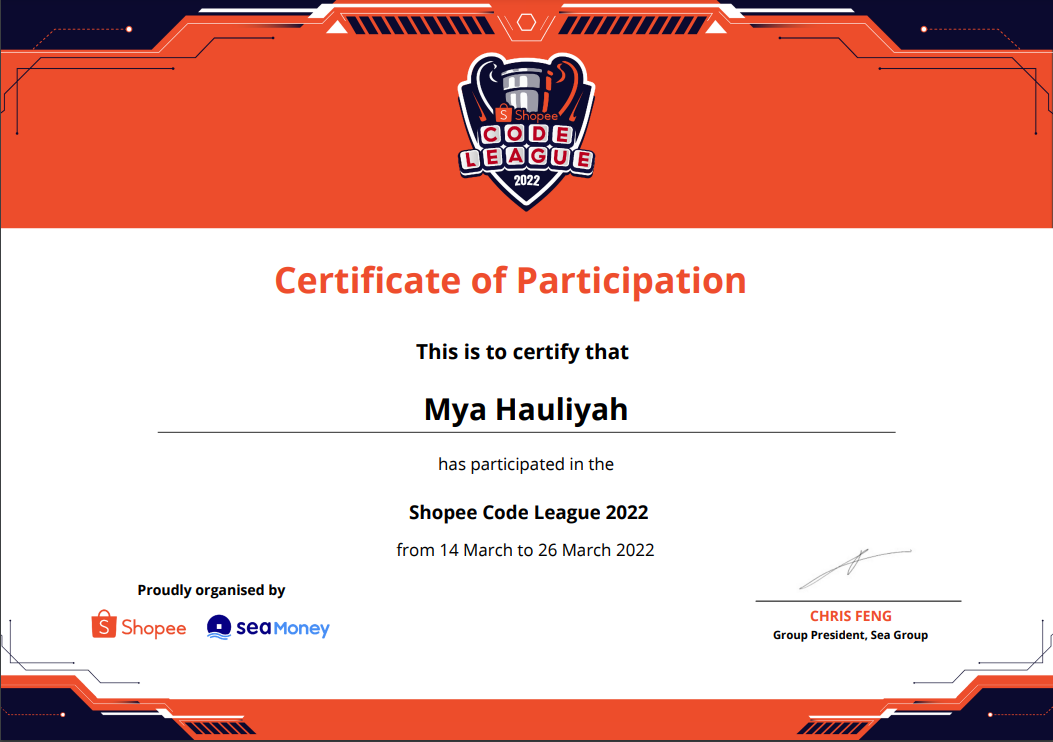 Shopee
CODE
LEAGUE
2022
Certificate of Participation
This is to certify that
Mya Hauliyah
has participated in the
Shopee Code League 2022
from 14 March to 26 March 2022
Proudly organised by
Shopee
sea Money
CHRIS FENG
Group President, Sea Group